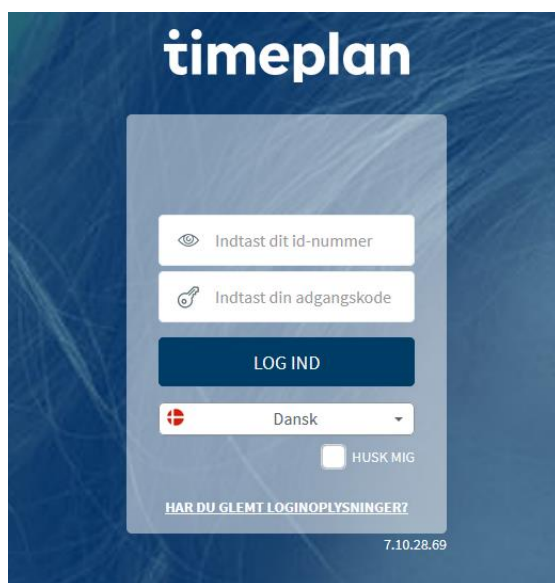 timeplan
Indtast dit id-nummer
Indtast din adgangskode
LOG IND
Dansk
HUSK MIG
HAR DU GLEMT LOGINOPLYSNINGER?
7.10.28.69